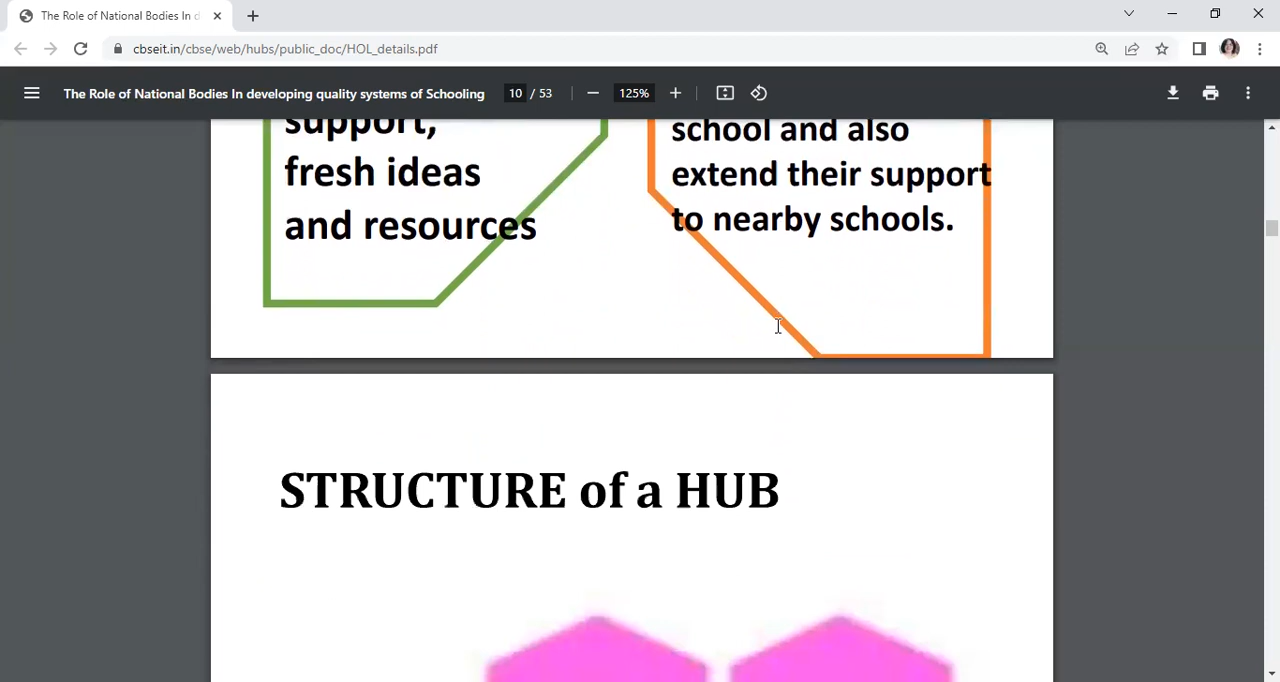 The Role of National Bodies In d
cbseit.in/cbse/web/hubs/public_doc/HOL_details.pdf
The Role of National Bodies In developing quality systems of Schooling
10 / 53
125%
support,
fresh ideas
and resources
school and also
extend their support
to nearby schools.
STRUCTURE of a HUB